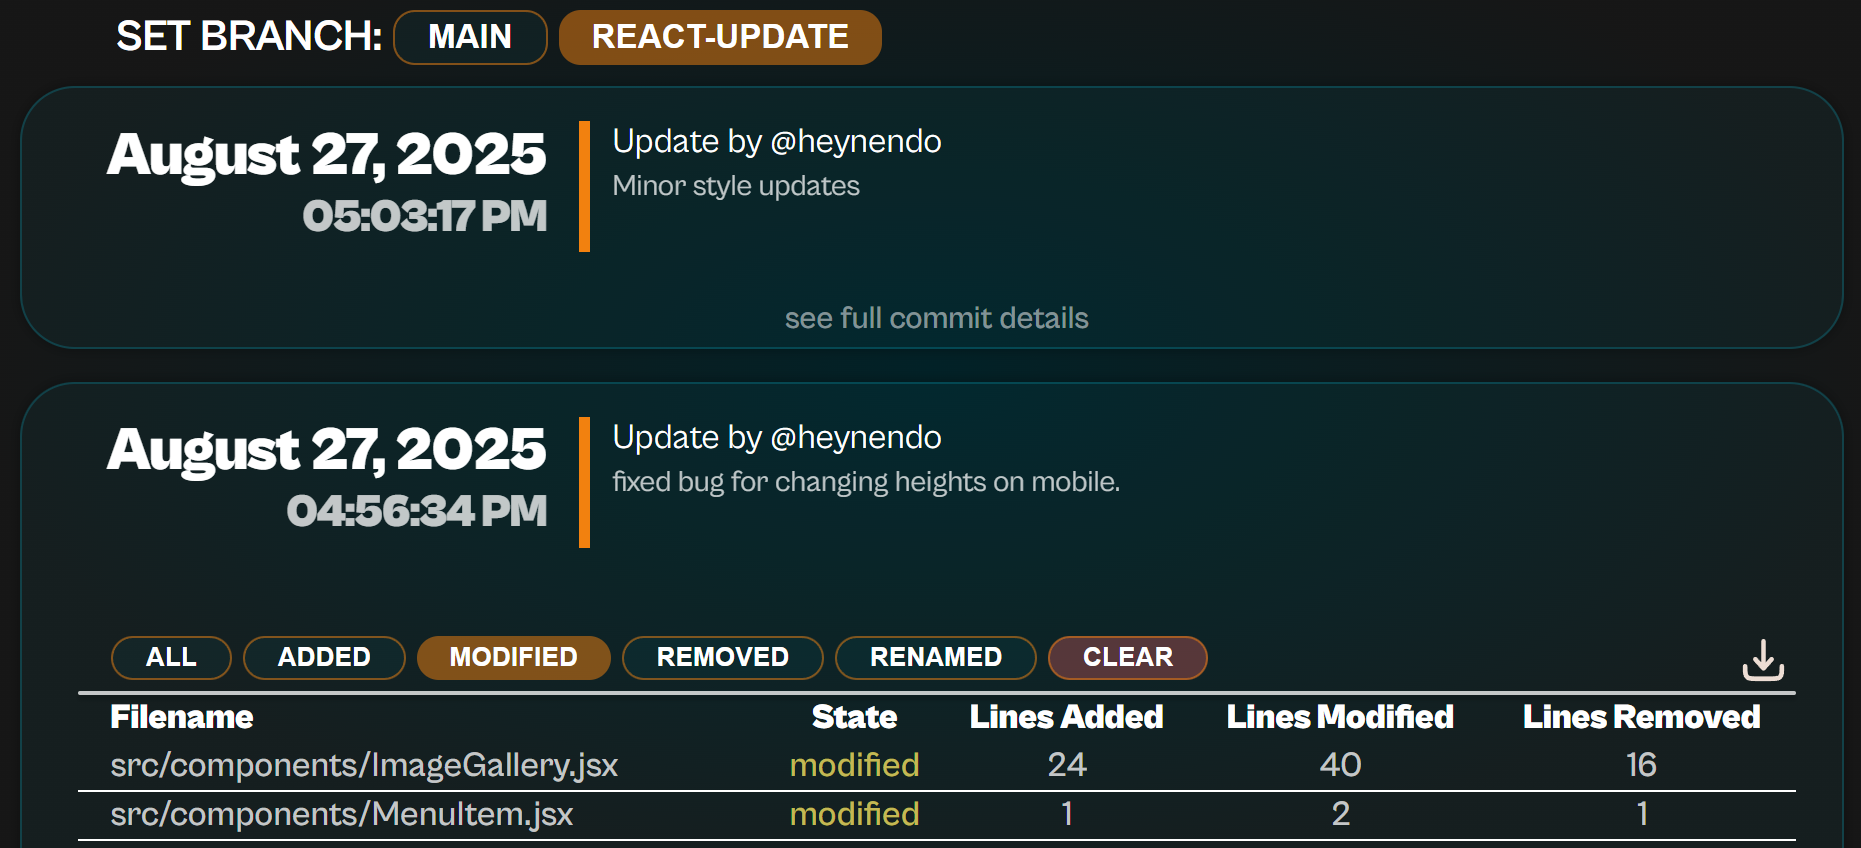 SET BRANCH: MAIN REACT-UPDATE
August 27, 2025
05:03:17 PM
Update by @heynendo
Minor style updates
see full commit details
August 27, 2025
04:56:34 PM
Update by @heynendo
fixed bug for changing heights on mobile.
ALL ADDED MODIFIED REMOVED RENAMED CLEAR
Filename State Lines Added Lines Modified Lines Removed
src/components/ImageGallery.jsx modified 24 40 16
src/components/MenuItem.jsx modified 1 2 1